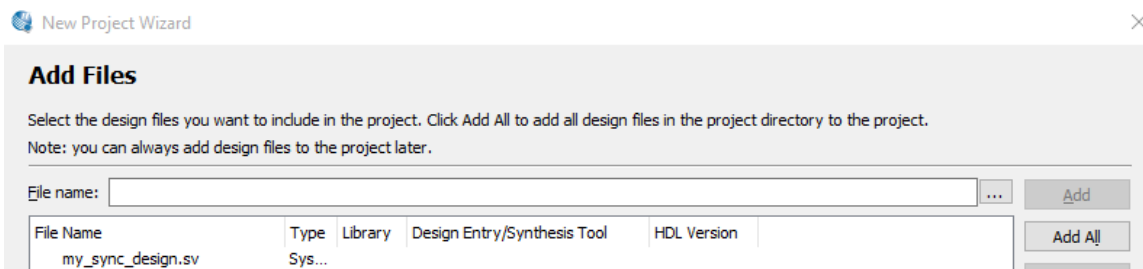 New Project Wizard
Add Files
Select the design files you want to include in the project. Click Add All to add all design files in the project directory to the project.
Note: you can always add design files to the project later.
File name: ... Add
File Name Type Library Design Entry/Synthesis Tool HDL Version Add All
my_sync_design.sv Sys...